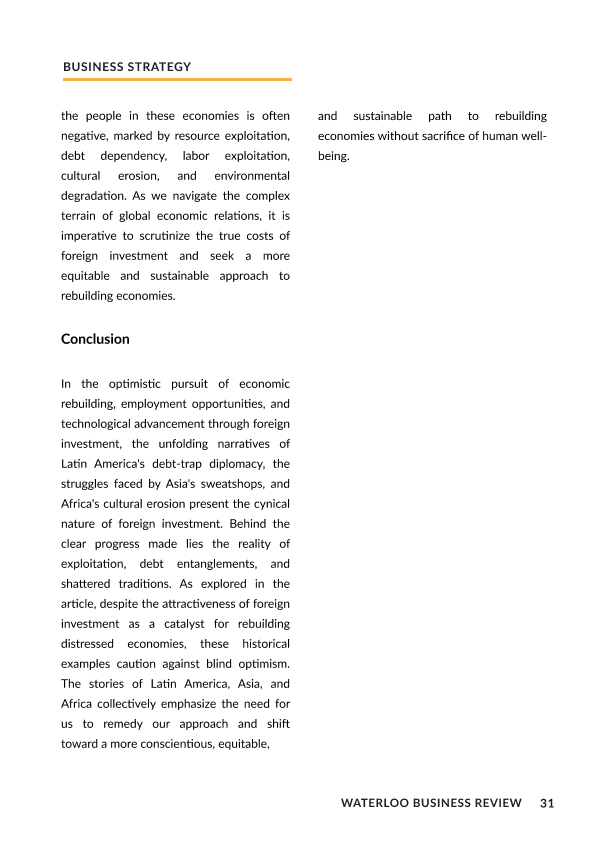 BUSINESS STRATEGY
the people in these economies is often
negative, marked by resource exploitation,
debt dependency, labor exploitation,
cultural erosion, and environmental
degradation. As we navigate the complex
terrain of global economic relations, it is
imperative to scrutinize the true costs of
foreign investment and seek a more
equitable and sustainable approach to
rebuilding economies.
Conclusion
In the optimistic pursuit of economic
rebuilding, employment opportunities, and
technological advancement through foreign
investment, the unfolding narratives of
Latin America's debt-trap diplomacy, the
struggles faced by Asia's sweatshops, and
Africa's cultural erosion present the cynical
nature of foreign investment. Behind the
clear progress made lies the reality of
exploitation, debt entanglements, and
shattered traditions. As explored in the
article, despite the attractiveness of foreign
investment as a catalyst for rebuilding
distressed economies, these historical
examples caution against blind optimism.
The stories of Latin America, Asia, and
Africa collectively emphasize the need for
us to remedy our approach and shift
toward a more conscientious, equitable,
and sustainable path to rebuilding
economies without sacrifice of human well-
being.
WATERLOO BUSINESS REVIEW 31